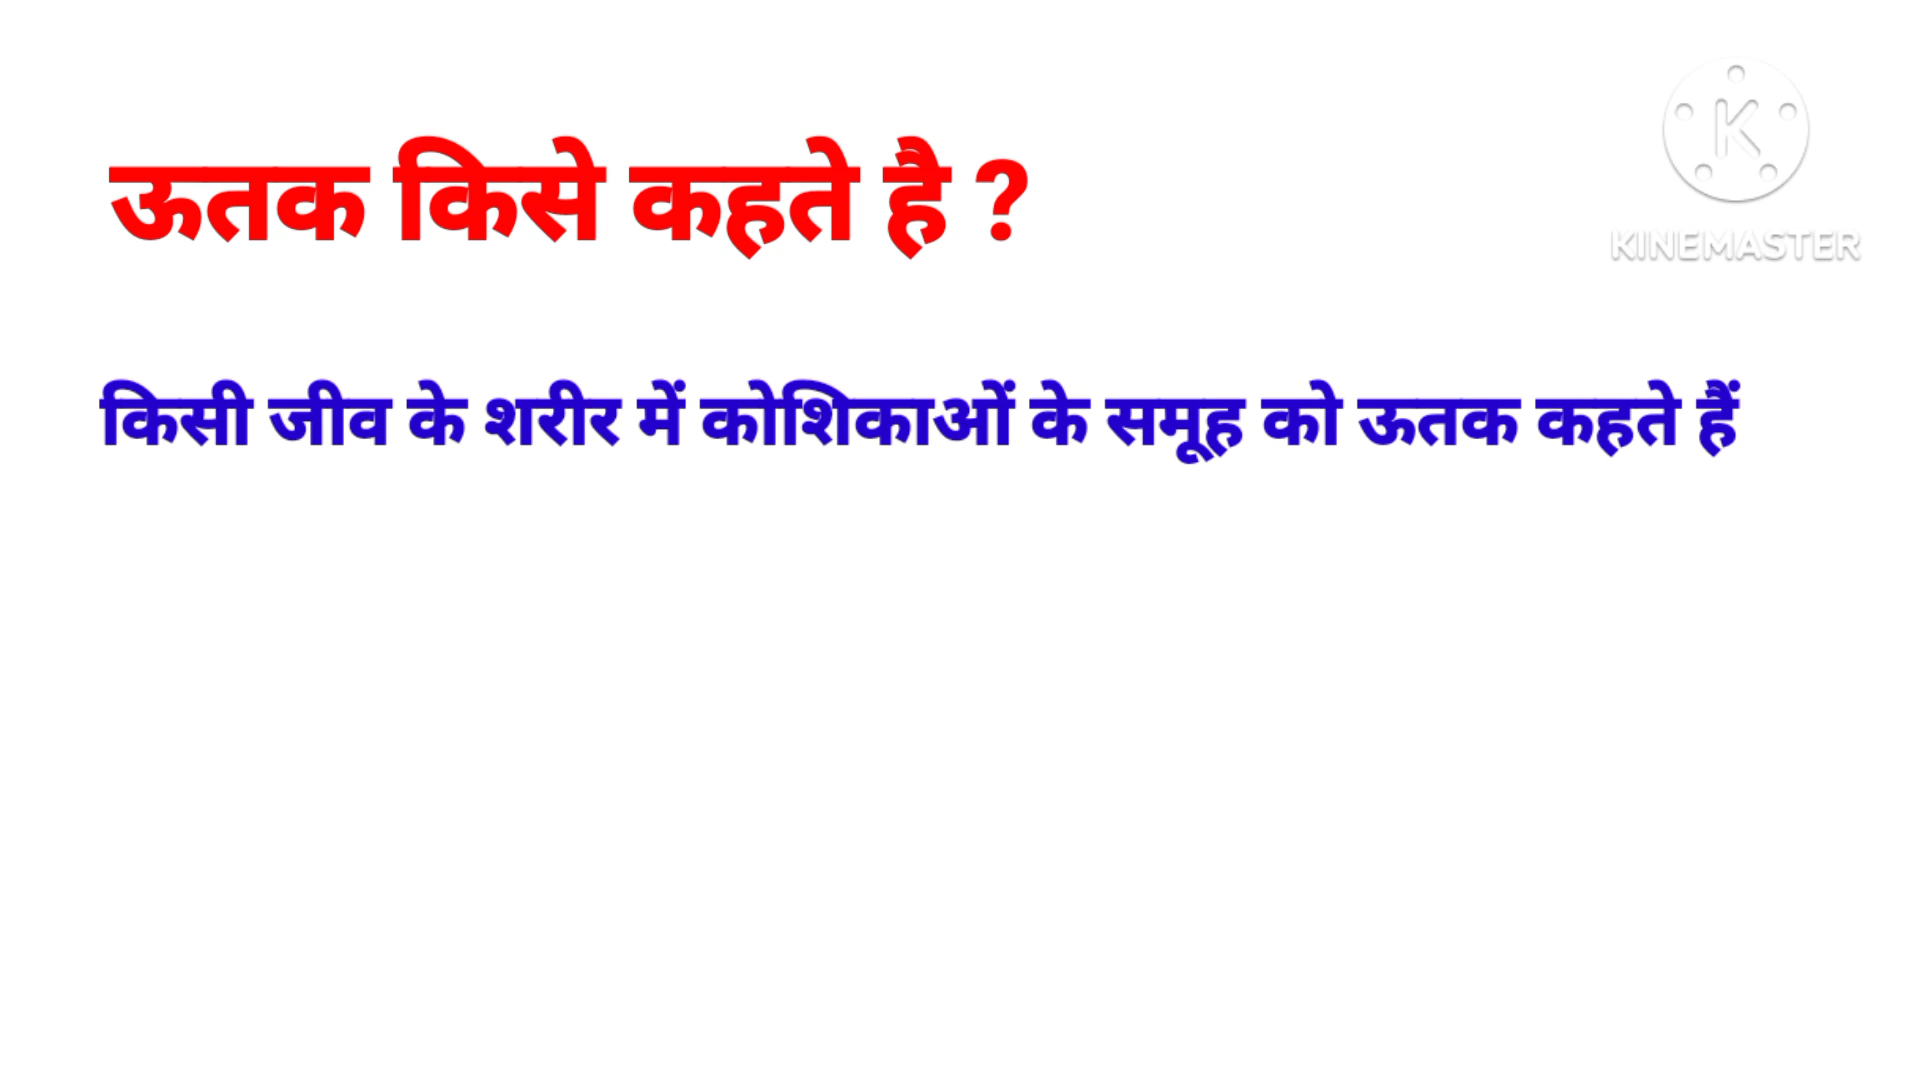 ऊतक किसे कहते है ?
K
KINEMASTER
किसी जीव के शरीर में कोशिकाओं के समूह को ऊतक कहते हैं